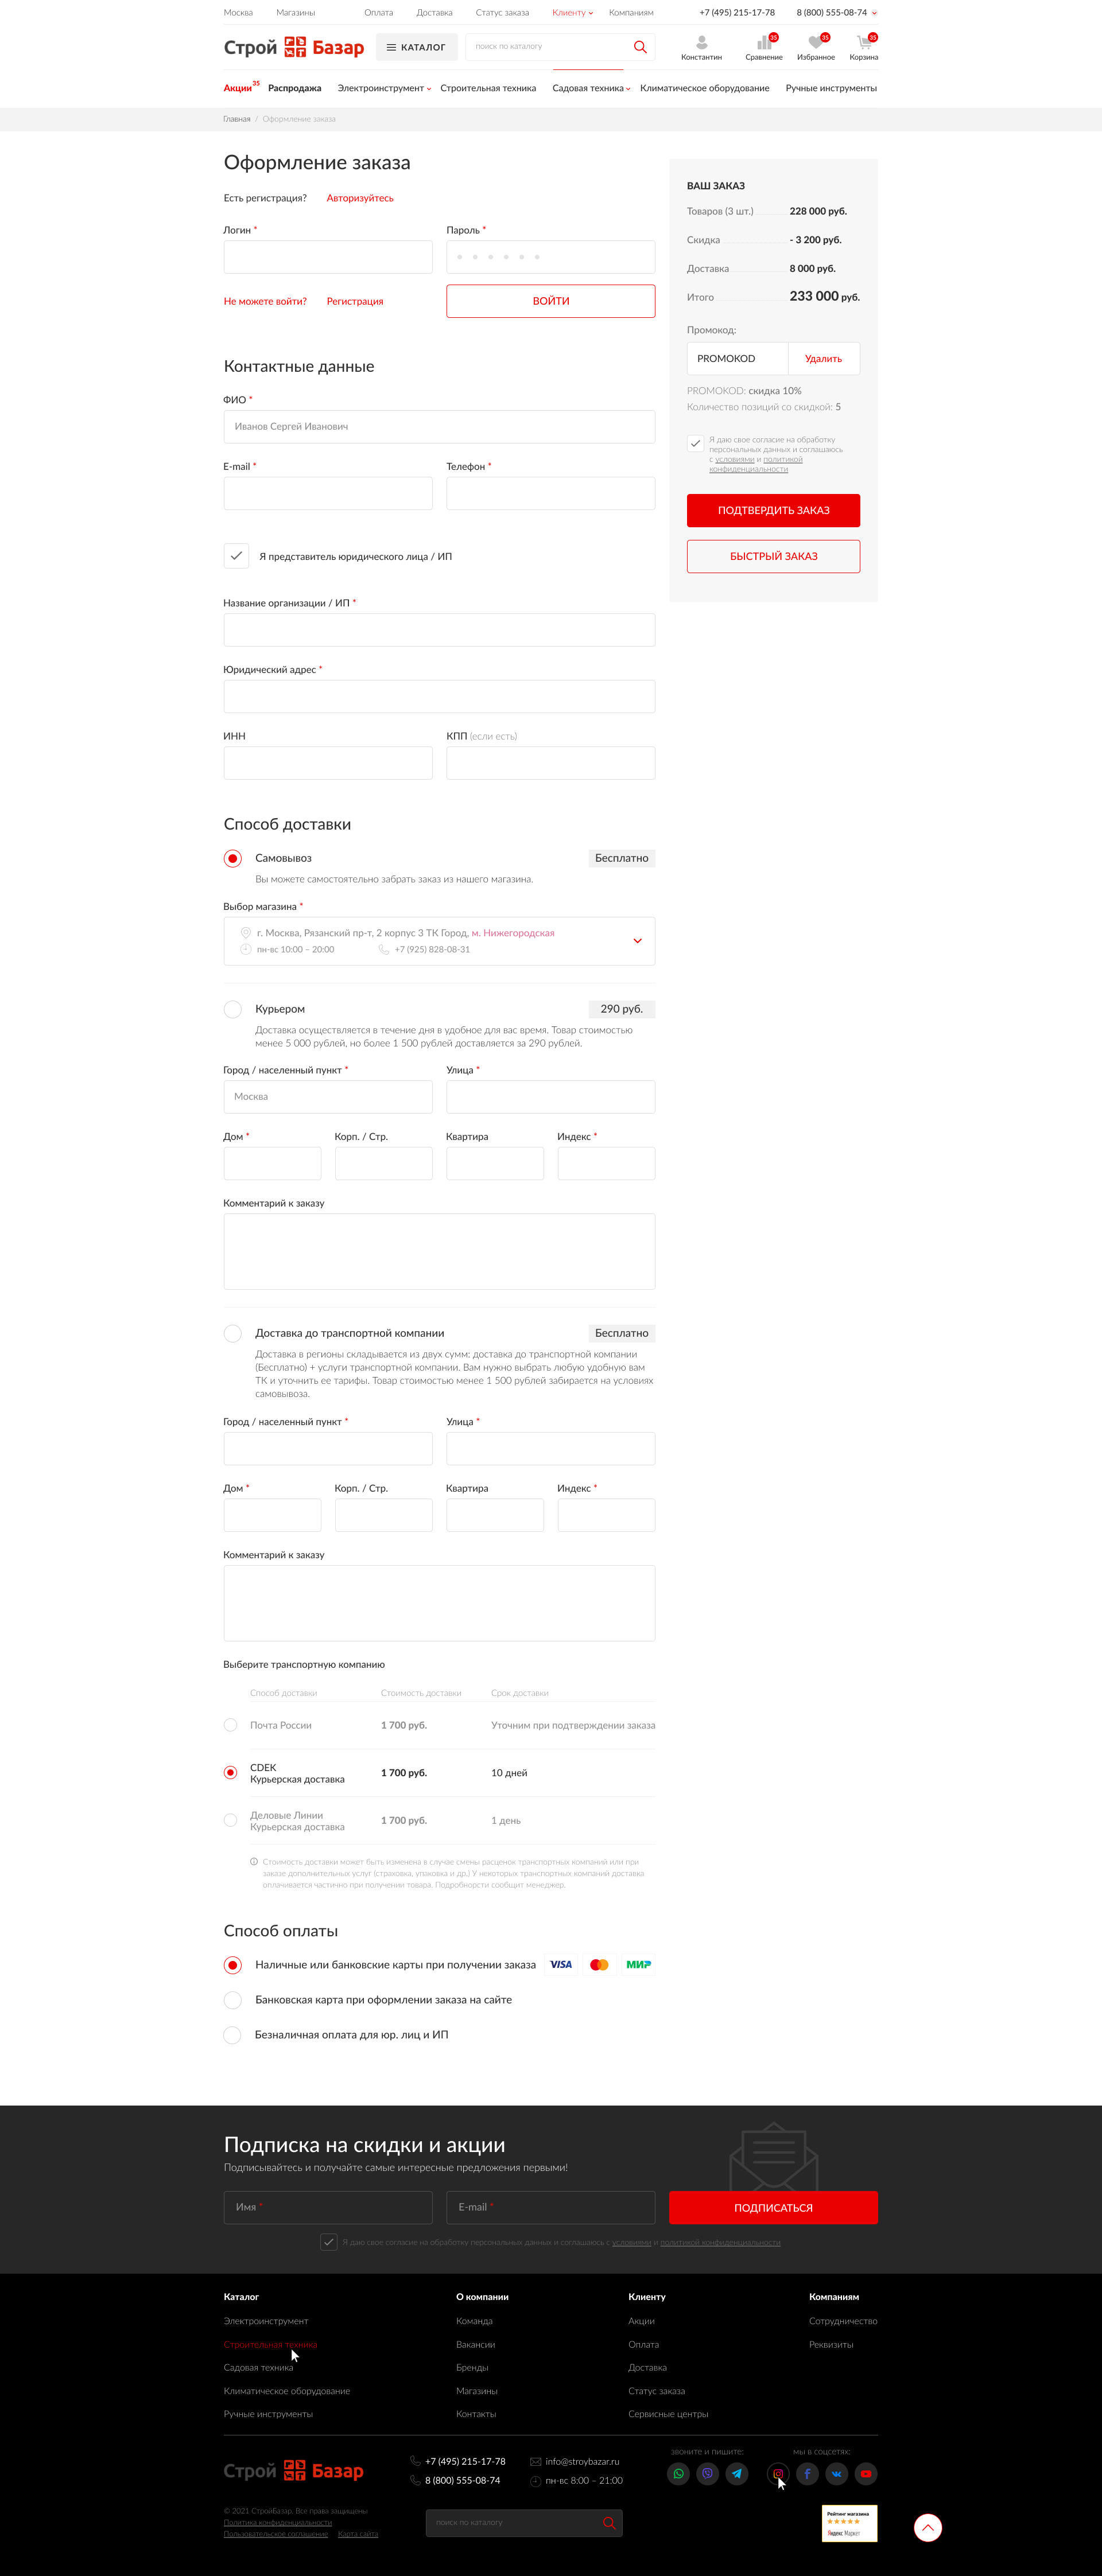 Москва Магазины Оплата Доставка Статус заказа Клиенту Компаниям +7 (495) 215-17-78 8 (800) 555-08-74
Строй Базар КАТАЛОГ поиск по каталогу Константин Сравнение 35 Избранное 35 Корзина 35
Акции 35 Распродажа Электроинструмент Строительная техника Садовая техника Климатическое оборудование Ручные инструменты
Главная / Оформление заказа
Оформление заказа
Есть регистрация? Авторизуйтесь
Логин * Пароль *
Не можете войти? Регистрация ВОЙТИ
Контактные данные
ФИО *
Иванов Сергей Иванович
E-mail * Телефон *
Я представитель юридического лица / ИП
Название организации / ИП *
Юридический адрес *
ИНН КПП (если есть)
ВАШ ЗАКАЗ
Товаров (3 шт.) 228 000 руб.
Скидка - 3 200 руб.
Доставка 8 000 руб.
Итого 233 000 руб.
Промокод:
PROMOKOD Удалить
PROMOKOD: скидка 10%
Количество позиций со скидкой: 5
Я даю свое согласие на обработку
персональных данных и соглашаюсь
с условиями и политикой
конфиденциальности
ПОДТВЕРДИТЬ ЗАКАЗ
БЫСТРЫЙ ЗАКАЗ
Способ доставки
Самовывоз Бесплатно
Вы можете самостоятельно забрать заказ из нашего магазина.
Выбор магазина *
г. Москва, Рязанский пр-т, 2 корпус 3 ТК Город, м. Нижегородская
пн-вс 10:00 – 20:00 +7 (925) 828-08-31
Курьером 290 руб.
Доставка осуществляется в течение дня в удобное для вас время. Товар стоимостью
менее 5 000 рублей, но более 1 500 рублей доставляется за 290 рублей.
Город / населенный пункт * Улица *
Москва
Дом * Корп. / Стр. Квартира Индекс *
Комментарий к заказу
Доставка до транспортной компании Бесплатно
Доставка в регионы складывается из двух сумм: доставка до транспортной компании
(Бесплатно) + услуги транспортной компании. Вам нужно выбрать любую удобную вам
ТК и уточнить ее тарифы. Товар стоимостью менее 1 500 рублей забирается на условиях
самовывоза.
Город / населенный пункт * Улица *
Дом * Корп. / Стр. Квартира Индекс *
Комментарий к заказу
Выберите транспортную компанию
Способ доставки Стоимость доставки Срок доставки
Почта России 1 700 руб. Уточним при подтверждении заказа
CDEK
Курьерская доставка 1 700 руб. 10 дней
Деловые Линии
Курьерская доставка 1 700 руб. 1 день
Стоимость доставки может быть изменена в случае смены расценок транспортных компаний или при
заказе дополнительных услуг (страховка, упаковка и др.) У некоторых транспортных компаний доставка
оплачивается частично при получении товара. Подробнорсти сообщит менеджер.
Способ оплаты
Наличные или банковские карты при получении заказа VISA МИР
Банковская карта при оформлении заказа на сайте
Безналичная оплата для юр. лиц и ИП
Подписка на скидки и акции
Подписывайтесь и получайте самые интересные предложения первыми!
Имя * E-mail * ПОДПИСАТЬСЯ
Я даю свое согласие на обработку персональных данных и соглашаюсь с условиями и политикой конфиденциальности
Каталог О компании Клиенту Компаниям
Электроинструмент Команда Акции Сотрудничество
Строительная техника Вакансии Оплата Реквизиты
Садовая техника Бренды Доставка
Климатическое оборудование Магазины Статус заказа
Ручные инструменты Контакты Сервисные центры
звоните и пишите: мы в соцсетях:
Строй Базар +7 (495) 215-17-78 info@stroybazar.ru
8 (800) 555-08-74 пн-вс 8:00 – 21:00
© 2021 СтройБазар. Все права защищены
Политика конфиденциальности
Пользовательское соглашение Карта сайта
поиск по каталогу
Рейтинг магазина
Яндекс Маркет